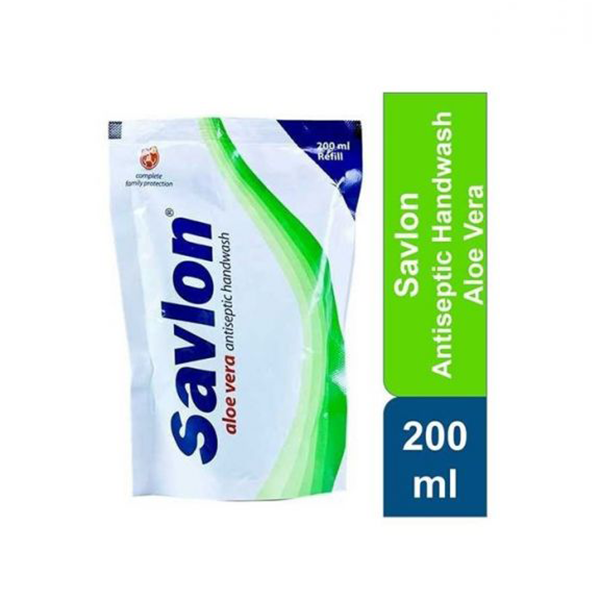 200 ml
Refill
complete
family protection
Savlon®
aloe vera antiseptic handwash
Savlon
Antiseptic Handwash
Aloe Vera
200
ml